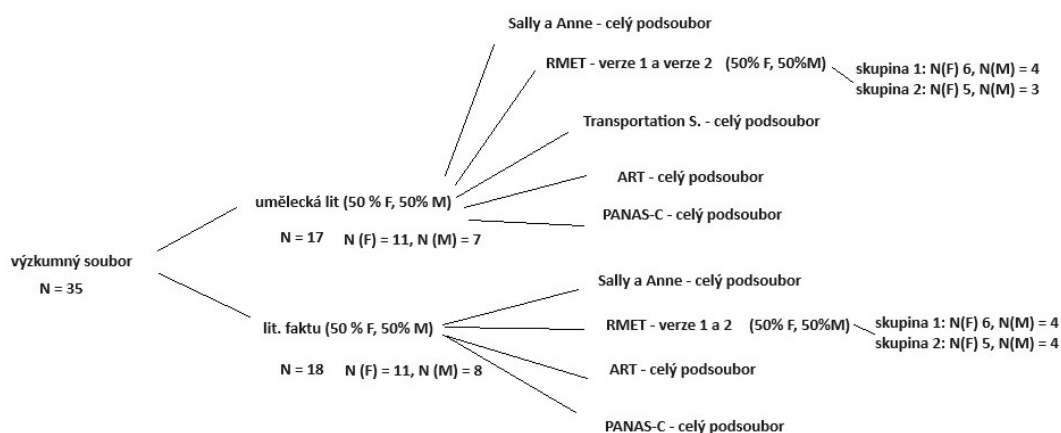 Sally a Anne - celý podsoubor
RMET - verze 1 a verze 2 (50% F, 50%M)
skupina 1: N(F) 6, N(M) = 4
skupina 2: N(F) 5, N(M) = 3
Transportation S. - celý podsoubor
ART - celý podsoubor
umělecká lit (50 % F, 50% M)
PANAS-C - celý podsoubor
N = 17 N (F) = 11, N (M) = 7
výzkumný soubor
N = 35
Sally a Anne - celý podsoubor
lit. faktu (50 % F, 50% M)
RMET - verze 1 a 2 (50% F, 50%M)
skupina 1: N(F) 6, N(M) = 4
skupina 2: N(F) 5, N(M) = 4
N = 18 N (F) = 11, N (M) = 8
ART - celý podsoubor
PANAS-C - celý podsoubor